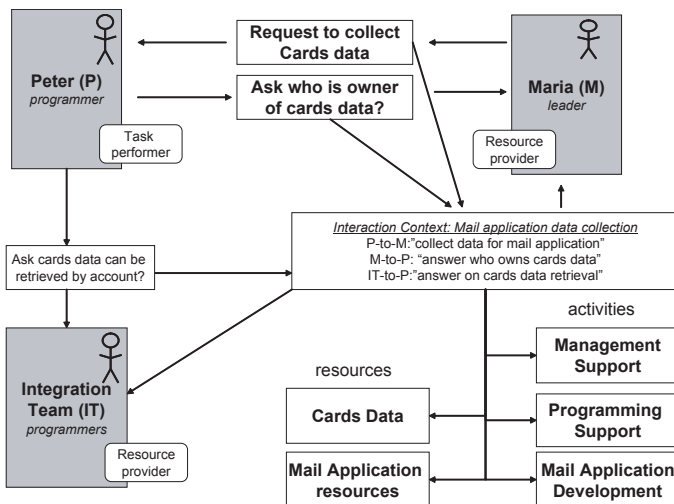 Request to collect
Cards data
Peter (P)
programmer
Task
performer
Ask who is owner
of cards data?
Maria (M)
leader
Resource
provider
Interaction Context: Mail application data collection
P-to-M:"collect data for mail application"
M-to-P: “answer who owns cards data”
IT-to-P:"answer on cards data retrieval”
Ask cards data can be
retrieved by account?
Integration
Team (IT)
programmers
Resource
provider
resources
Cards Data
Mail Application
resources
activities
Management
Support
Programming
Support
Mail Application
Development